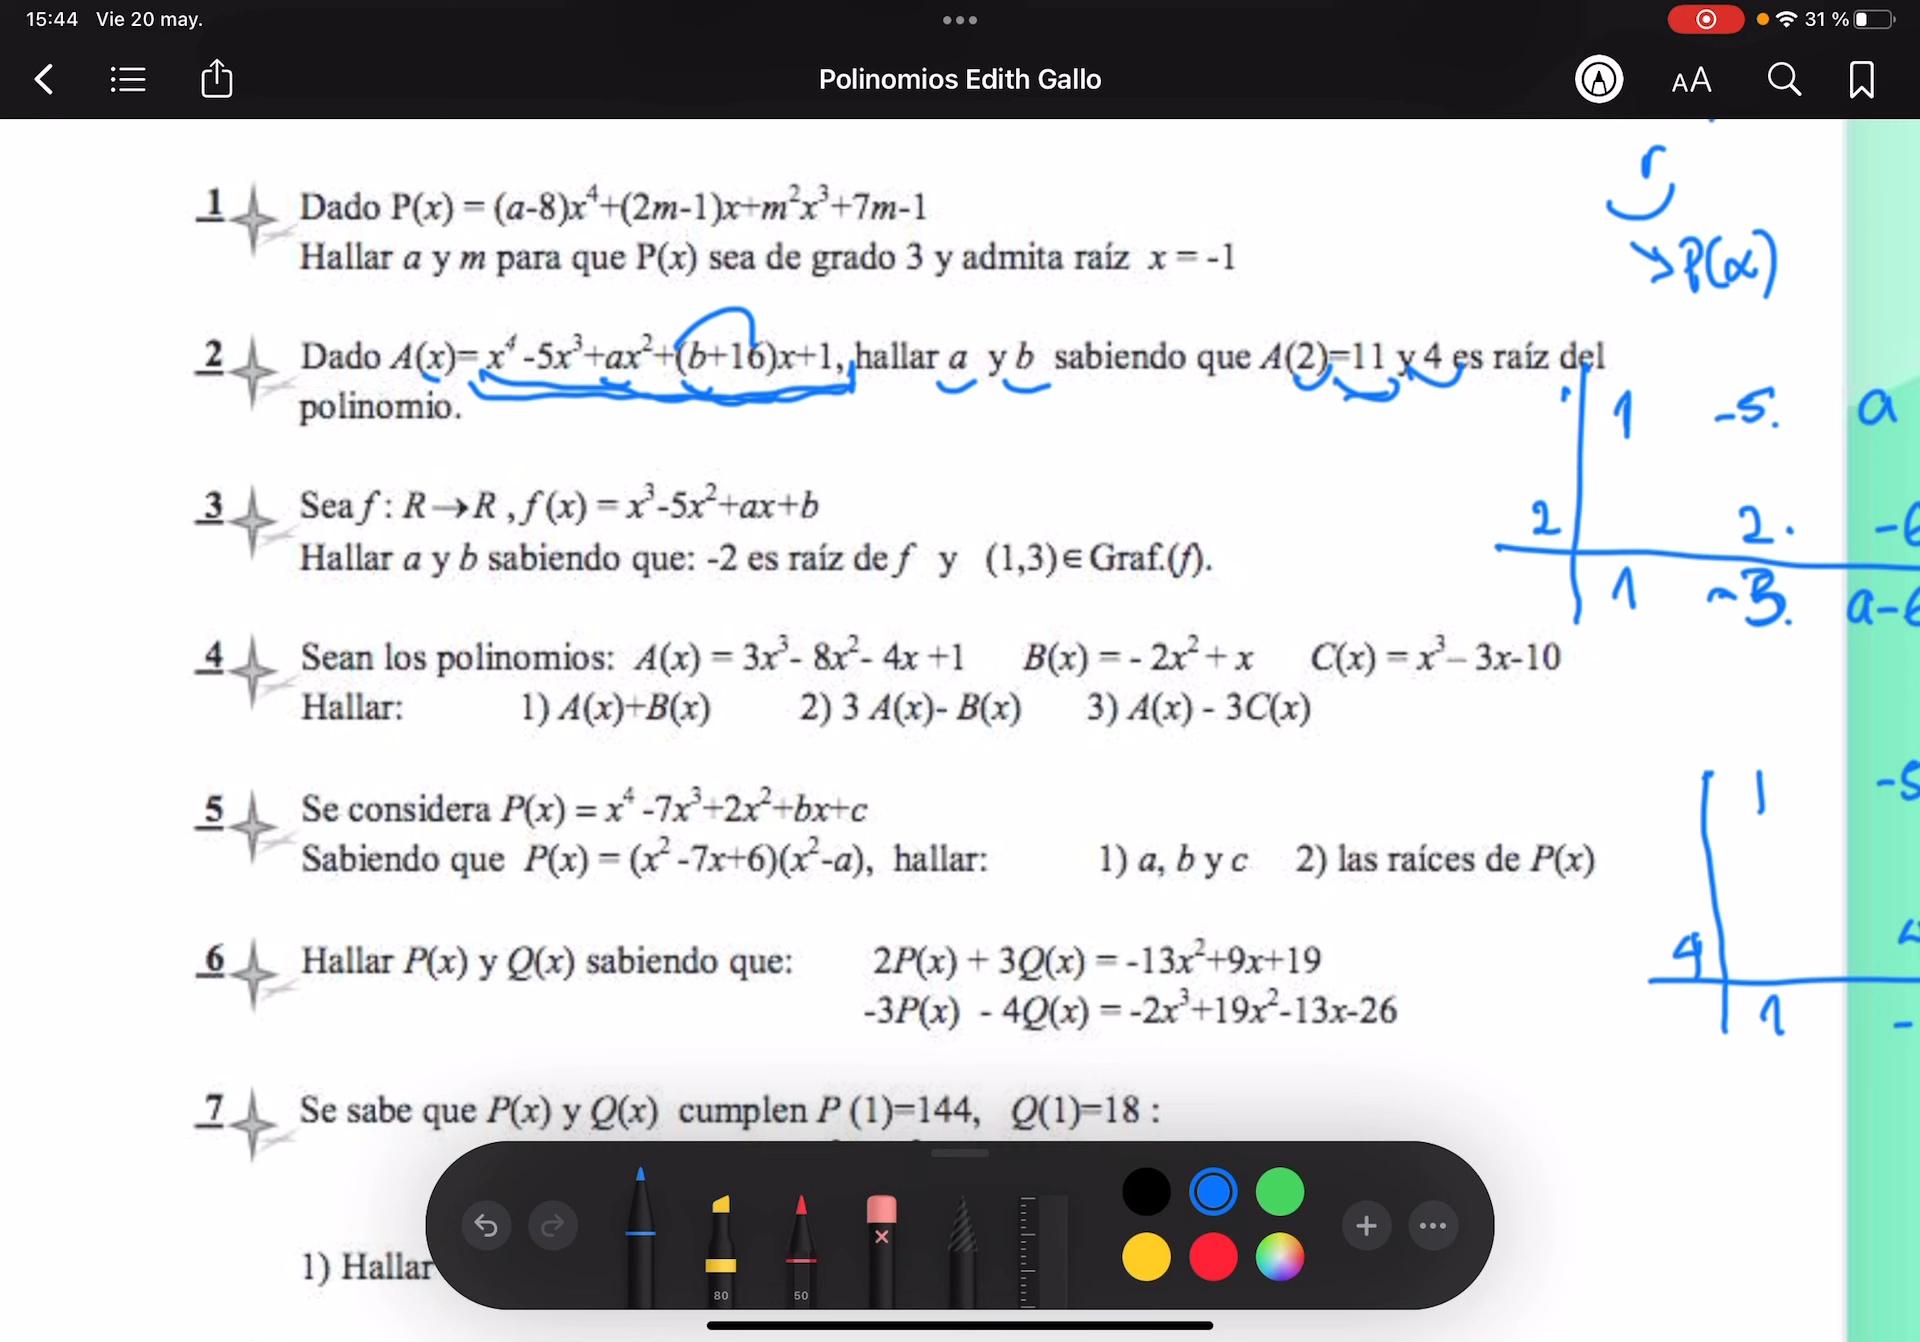 15:44 Vie 20 may.
31 %
Polinomios Edith Gallo
AA
r
P(α)
1 Dado P(x) = (a-8)x⁴+(2m-1)x+m²x³+7m-1
Hallar a y m para que P(x) sea de grado 3 y admita raíz x = -1
2 Dado A(x)= x⁴ -5x³+ax²+(b+16)x+1, hallar a y b sabiendo que A(2)=11 y 4 es raíz del
polinomio.
1 -5. a
2 2. -6
1 -3. a-6
3 Sea f : R→R , f (x) = x³-5x²+ax+b
Hallar a y b sabiendo que: -2 es raíz de f y (1,3)∈Graf.(f).
4 Sean los polinomios: A(x) = 3x³- 8x²- 4x +1 B(x) = - 2x² + x C(x) = x³– 3x-10
Hallar: 1) A(x)+B(x) 2) 3 A(x)- B(x) 3) A(x) - 3C(x)
5 Se considera P(x) = x⁴ -7x³+2x²+bx+c
Sabiendo que P(x) = (x² -7x+6)(x²-a), hallar: 1) a, b y c 2) las raíces de P(x)
1 -5
4
1 -
6 Hallar P(x) y Q(x) sabiendo que: 2P(x) + 3Q(x) = -13x²+9x+19
-3P(x) - 4Q(x) = -2x³+19x²-13x-26
7 Se sabe que P(x) y Q(x) cumplen P (1)=144, Q(1)=18 :
1) Hallar
80
50